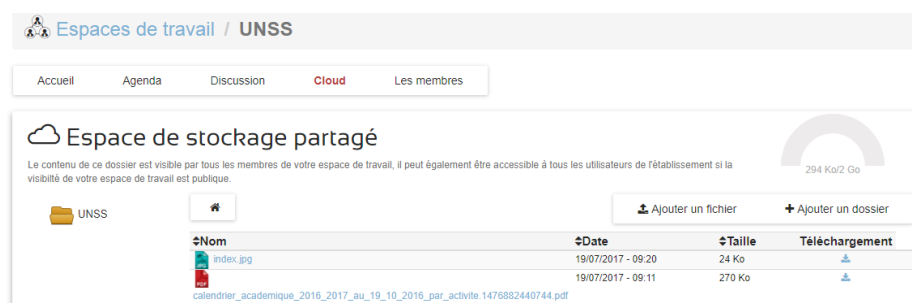 Espaces de travail / UNSS
Accueil Agenda Discussion Cloud Les membres
Espace de stockage partagé
Le contenu de ce dossier est visible par tous les membres de votre espace de travail, il peut également être accessible à tous les utilisateurs de l'établissement si la
visibilté de votre espace de travail est publique.
294 Ko/2 Go
UNSS
Ajouter un fichier Ajouter un dossier
Nom Date Taille Téléchargement
JPG index.jpg 19/07/2017 - 09:20 24 Ko
PDF 19/07/2017 - 09:11 270 Ko
calendrier_academique_2016_2017_au_19_10_2016_par_activite.1476882440744.pdf